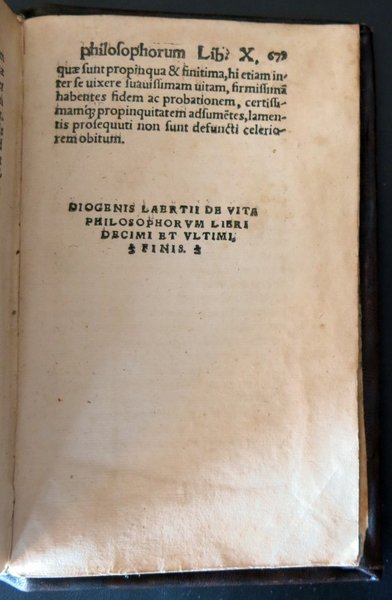 philosophorum Lib. X. 679
quæ sunt propinqua & finitima, hi etiam in-
ter se uixere suauissimam uitam, firmissimã
habentes fidem ac probationem, certissi-
mamq; propinquitatem adsumẽtes, lamen-
tis prosequuti non sunt defuncti celerio-
rem obitum.
DIOGENIS LAERTII DE VITA
PHILOSOPHORVM LIBRI
DECIMI ET VLTIMI,
FINIS.